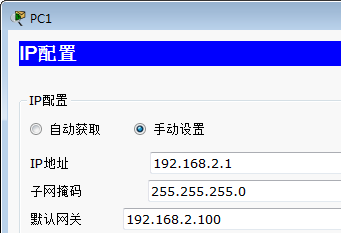 PC1
IP配置
IP配置
自动获取 手动设置
IP地址 192.168.2.1
子网掩码 255.255.255.0
默认网关 192.168.2.100